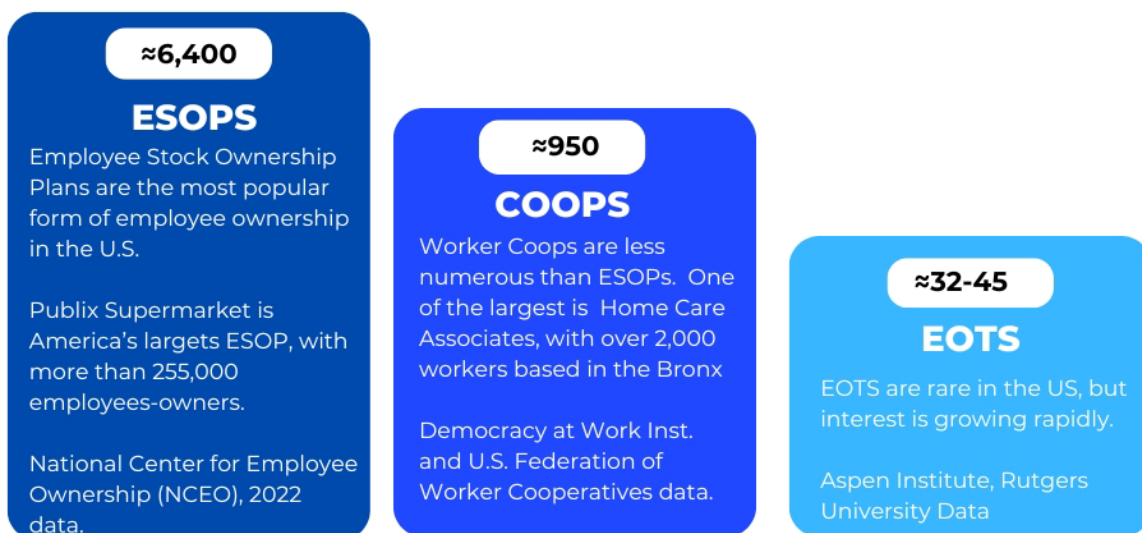 ≈6,400
ESOPS
Employee Stock Ownership
Plans are the most popular
form of employee ownership
in the U.S.
Publix Supermarket is
America's largets ESOP, with
more than 255,000
employees-owners.
National Center for Employee
Ownership (NCEO), 2022
data.
≈950
COOPS
Worker Coops are less
numerous than ESOPs. One
of the largest is Home Care
Associates, with over 2,000
workers based in the Bronx
Democracy at Work Inst.
and U.S. Federation of
Worker Cooperatives data.
≈32-45
EOTS
EOTS are rare in the US, but
interest is growing rapidly.
Aspen Institute, Rutgers
University Data